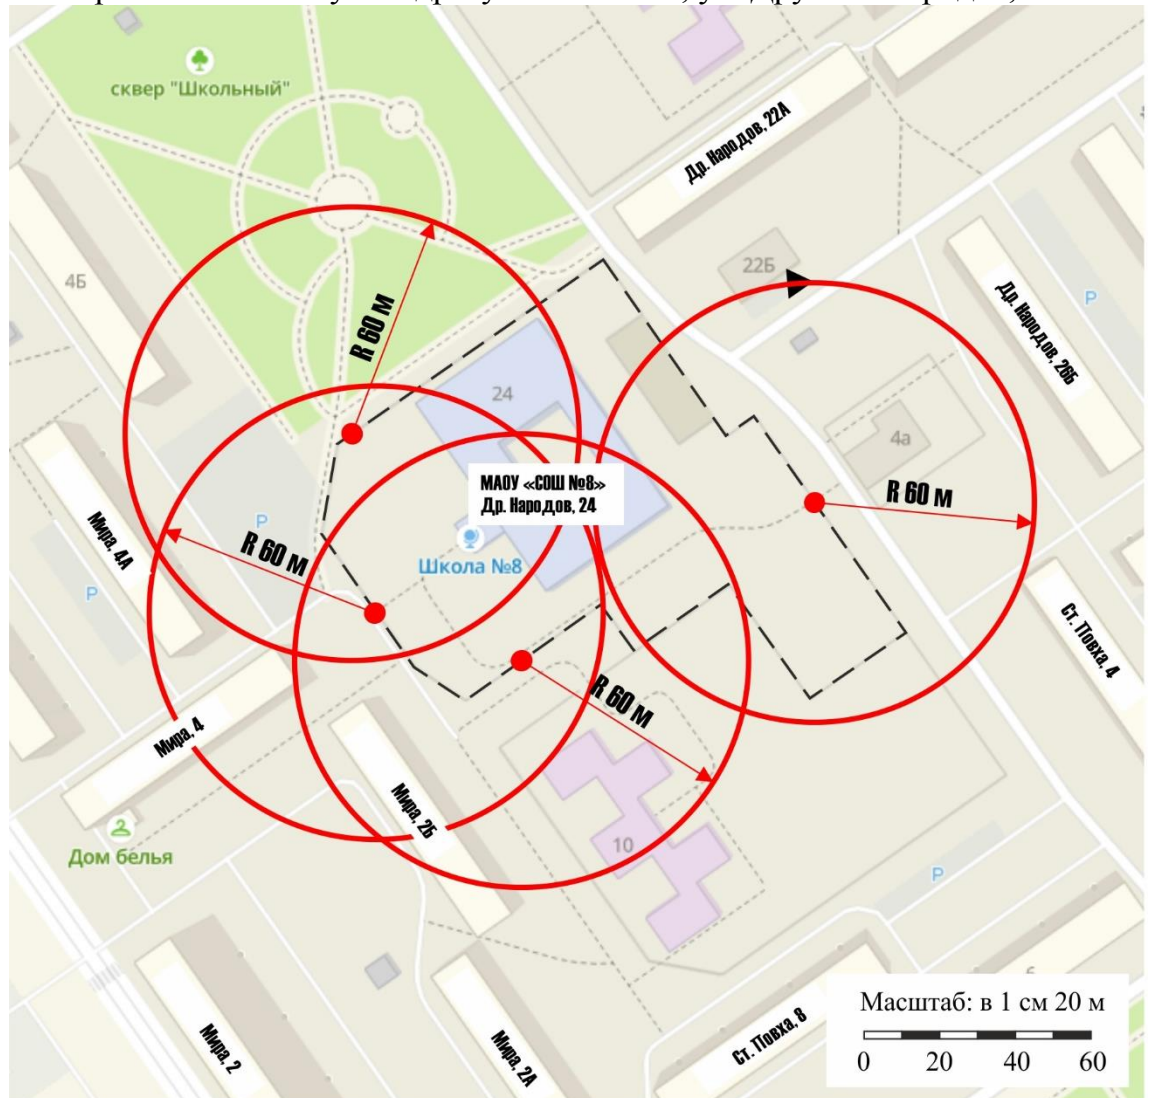 сквер "Школьный"
Др. Народов, 22А
4Б
22Б
Др. Народов, 26Б
Р
R 60 м
24
4а
МАОУ «СОШ №8»
Др. Народов, 24
R 60 м
Мира, 4А
Р
R 60 м
Школа №8
Р
Ст. Повха, 4
R 60 м
Мира, 4
Мира, 2Б
10
Дом белья
Р
6
Масштаб: в 1 см 20 м
0 20 40 60
Мира, 2
Мира, 2А
Ст. Повха, 8